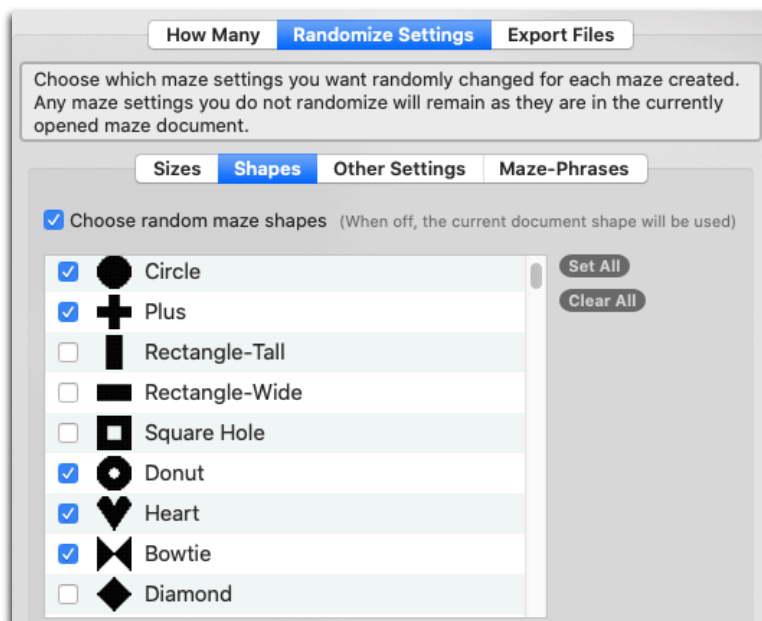 How Many Randomize Settings Export Files
Choose which maze settings you want randomly changed for each maze created.
Any maze settings you do not randomize will remain as they are in the currently
opened maze document.
Sizes Shapes Other Settings Maze-Phrases
Choose random maze shapes (When off, the current document shape will be used)
Circle
Set All
Plus
Clear All
Rectangle-Tall
Rectangle-Wide
Square Hole
Donut
Heart
Bowtie
Diamond